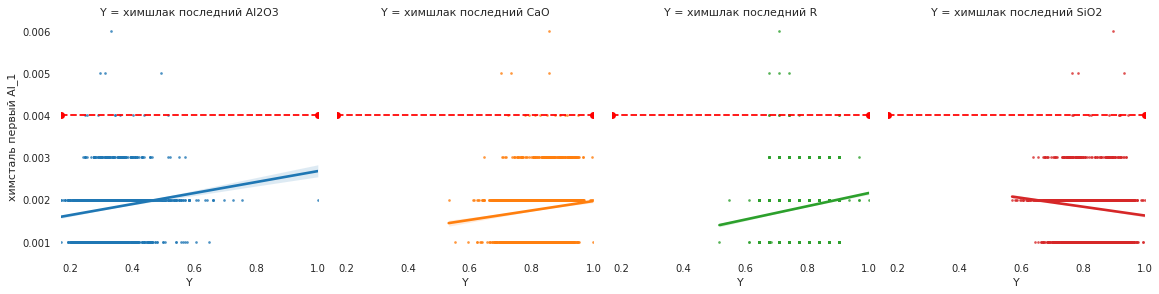 Y = химшлак последний Al2O3
Y = химшлак последний CaO
Y = химшлак последний R
Y = химшлак последний SiO2
химсталь первый Al_1
0.006
0.005
0.004
0.003
0.002
0.001
0.2 0.4 0.6 0.8 1.0
0.2 0.4 0.6 0.8 1.0
0.2 0.4 0.6 0.8 1.0
0.2 0.4 0.6 0.8 1.0
Y
Y
Y
Y